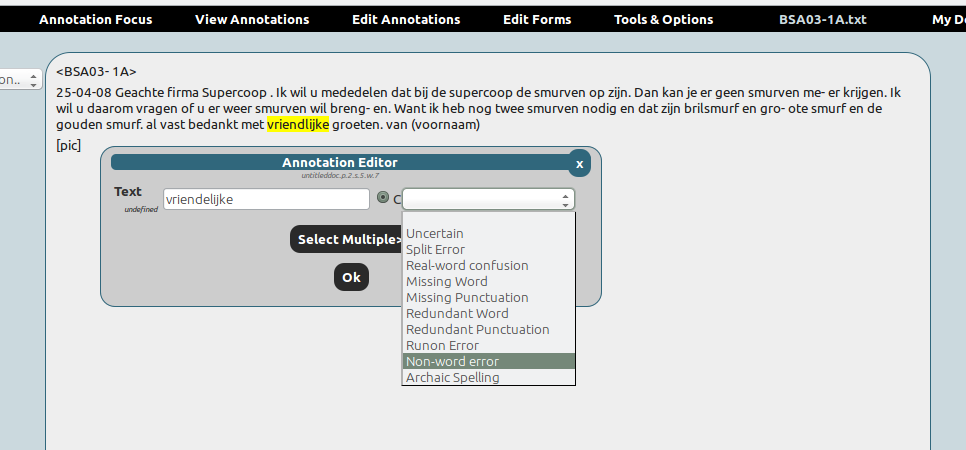 Annotation Focus View Annotations Edit Annotations Edit Forms Tools & Options BSA03-1A.txt My D
on..
<BSA03- 1A>
25-04-08 Geachte firma Supercoop . Ik wil u mededelen dat bij de supercoop de smurven op zijn. Dan kan je er geen smurven me- er krijgen. Ik
wil u daarom vragen of u er weer smurven wil breng- en. Want ik heb nog twee smurven nodig en dat zijn brilsmurf en gro- ote smurf en de
gouden smurf. al vast bedankt met vriendlijke groeten. van (voornaam)
[pic]
Annotation Editor x
untitleddoc.p.2.s.5.w.7
Text vriendelijke C
undefined
Select Multiple>
Ok
Uncertain
Split Error
Real-word confusion
Missing Word
Missing Punctuation
Redundant Word
Redundant Punctuation
Runon Error
Non-word error
Archaic Spelling